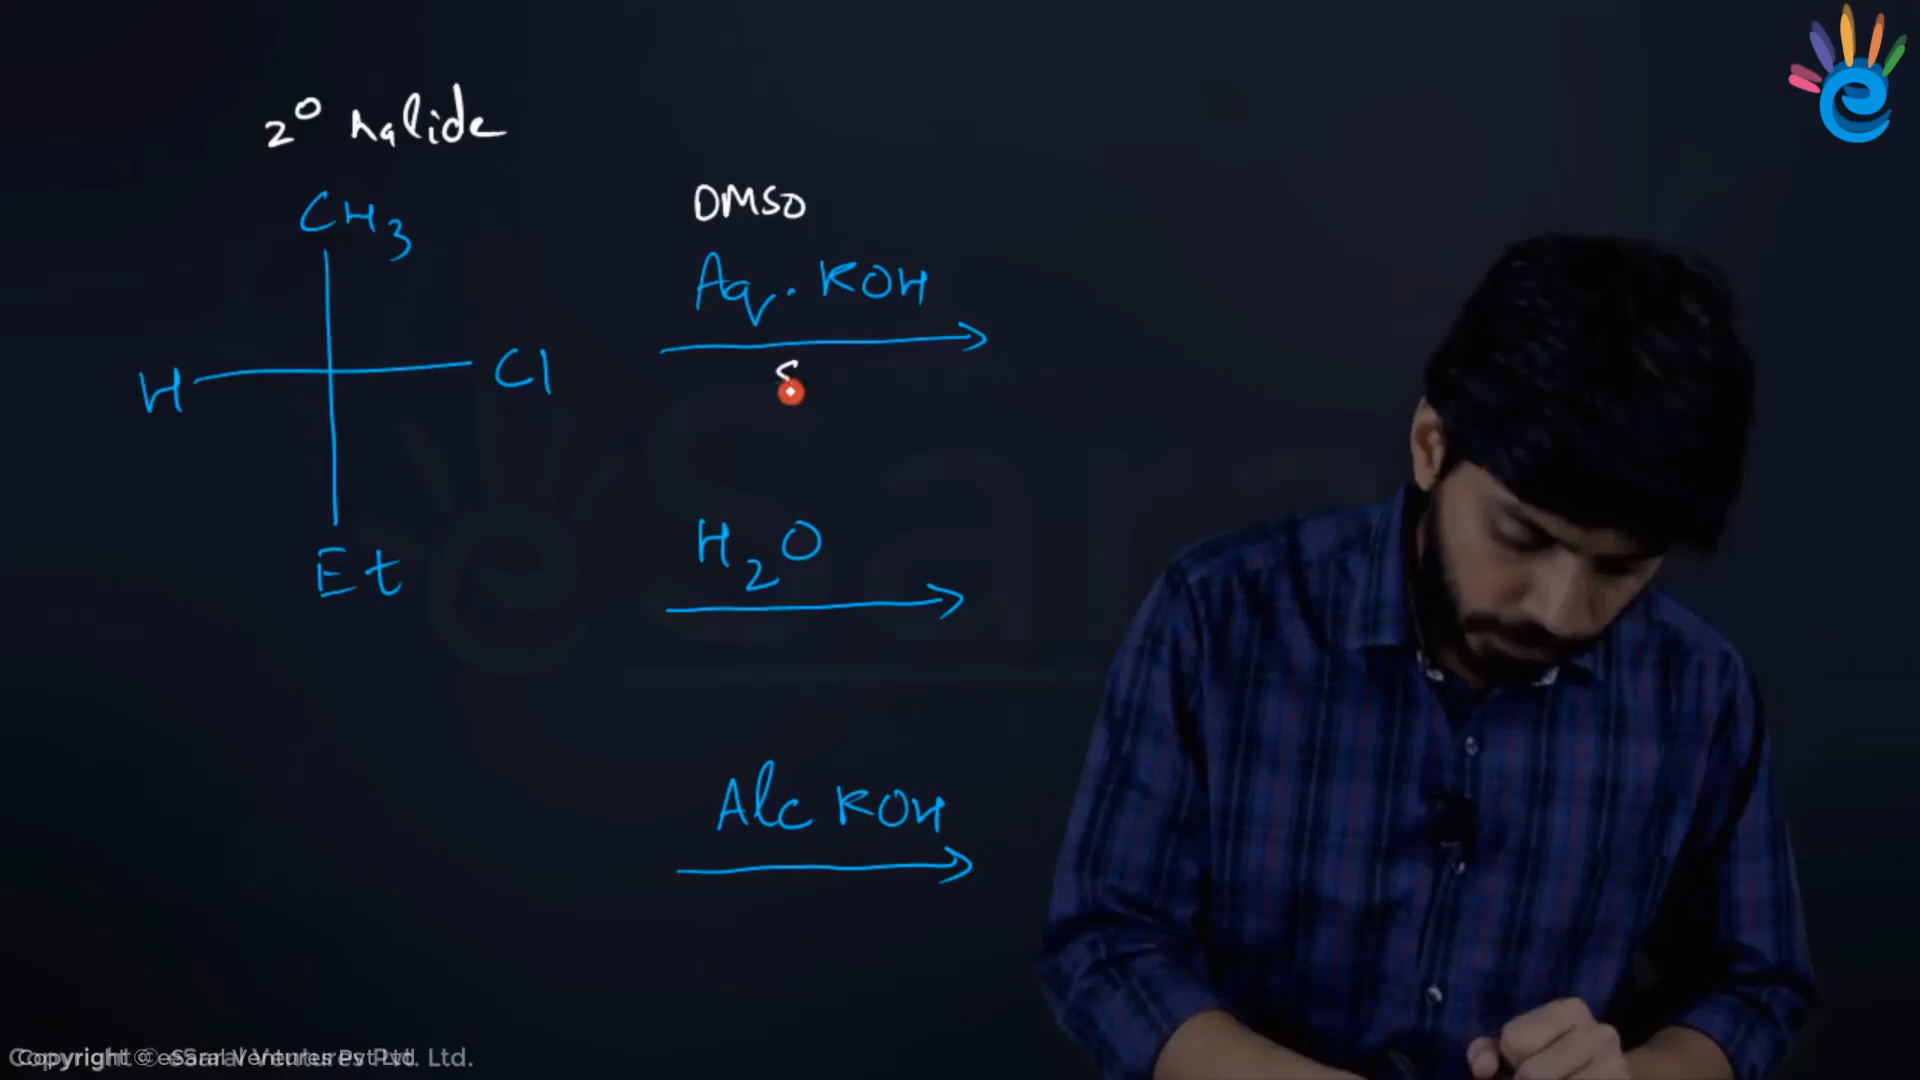 2° halide
CH3
DMSO
Aq. KOH
H
Cl
S
H2O
Et
Alc KOH
Copyright © eSaral Ventures Pvt. Ltd.